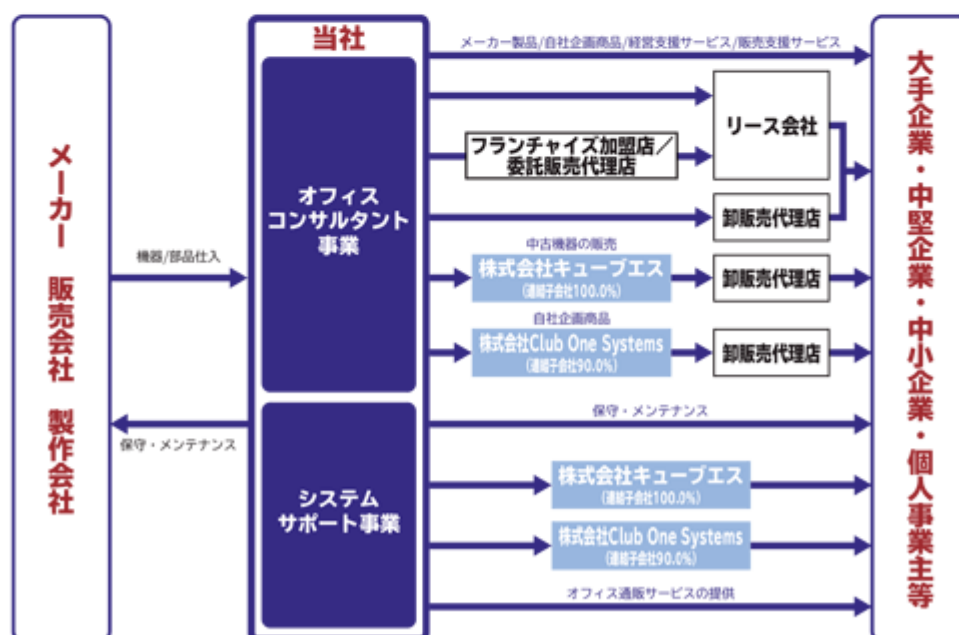 メーカー 販売会社 製作会社
機器/部品仕入
保守・メンテナンス
当社
オフィス
コンサルタント
事業
システム
サポート事業
メーカー製品/自社企画商品/経営支援サービス/販売支援サービス
リース会社
フランチャイズ加盟店／
委託販売代理店
卸販売代理店
中古機器の販売
株式会社キューブエス
(連結子会社100.0%)
卸販売代理店
自社企画商品
株式会社Club One Systems
(連結子会社90.0%)
卸販売代理店
保守・メンテナンス
株式会社キューブエス
(連結子会社100.0%)
株式会社Club One Systems
(連結子会社90.0%)
オフィス通販サービスの提供
大手企業・中堅企業・中小企業・個人事業主等